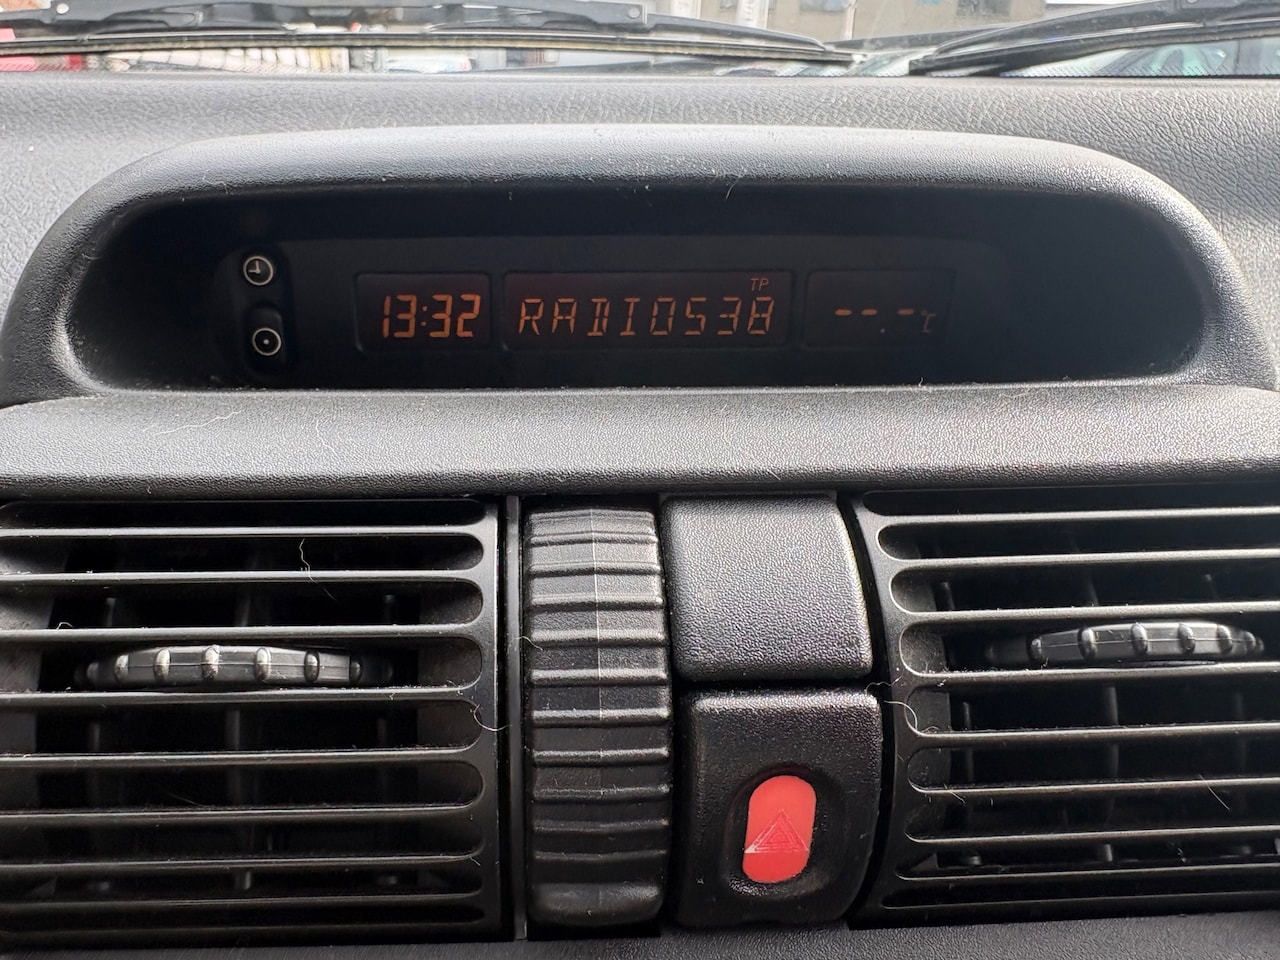 13:32
TP
RADIO538
--.-°C